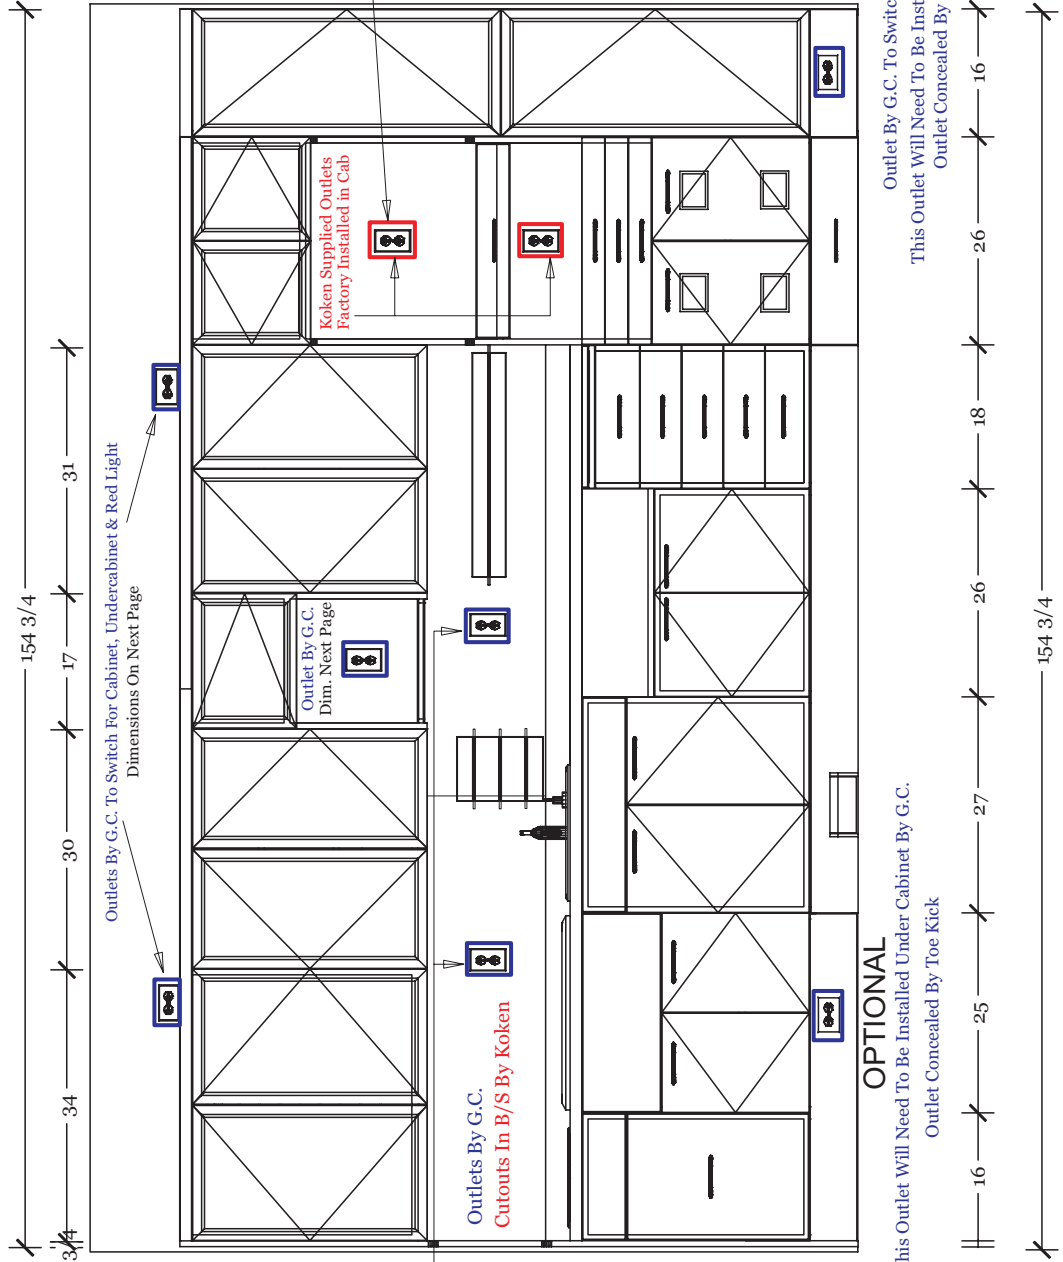 154 3/4
3/4
34
30
17
31
Outlets By G.C. To Switch For Cabinet, Undercabinet & Red Light
Dimensions On Next Page
Koken Supplied Outlets
Factory Installed in Cab
Outlet By G.C.
Dim. Next Page
Outlets By G.C.
Cutouts In B/S By Koken
OPTIONAL
his Outlet Will Need To Be Installed Under Cabinet By G.C.
Outlet Concealed By Toe Kick
Outlet By G.C. To Switc
This Outlet Will Need To Be Inst
Outlet Concealed By
16
25
27
26
18
26
16
154 3/4